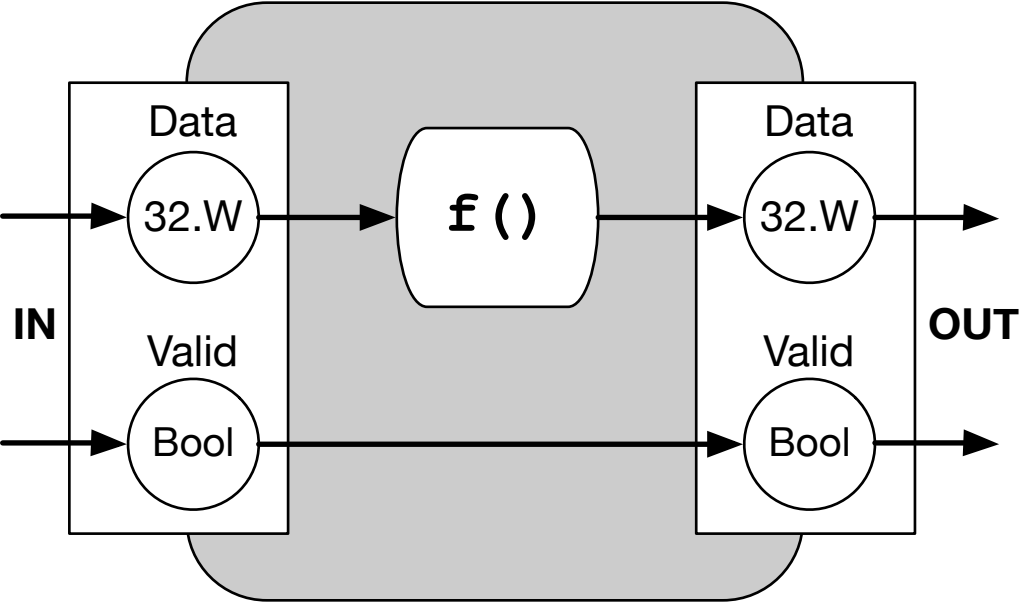 Data
Data
32.W
f()
32.W
IN
OUT
Valid
Valid
Bool
Bool